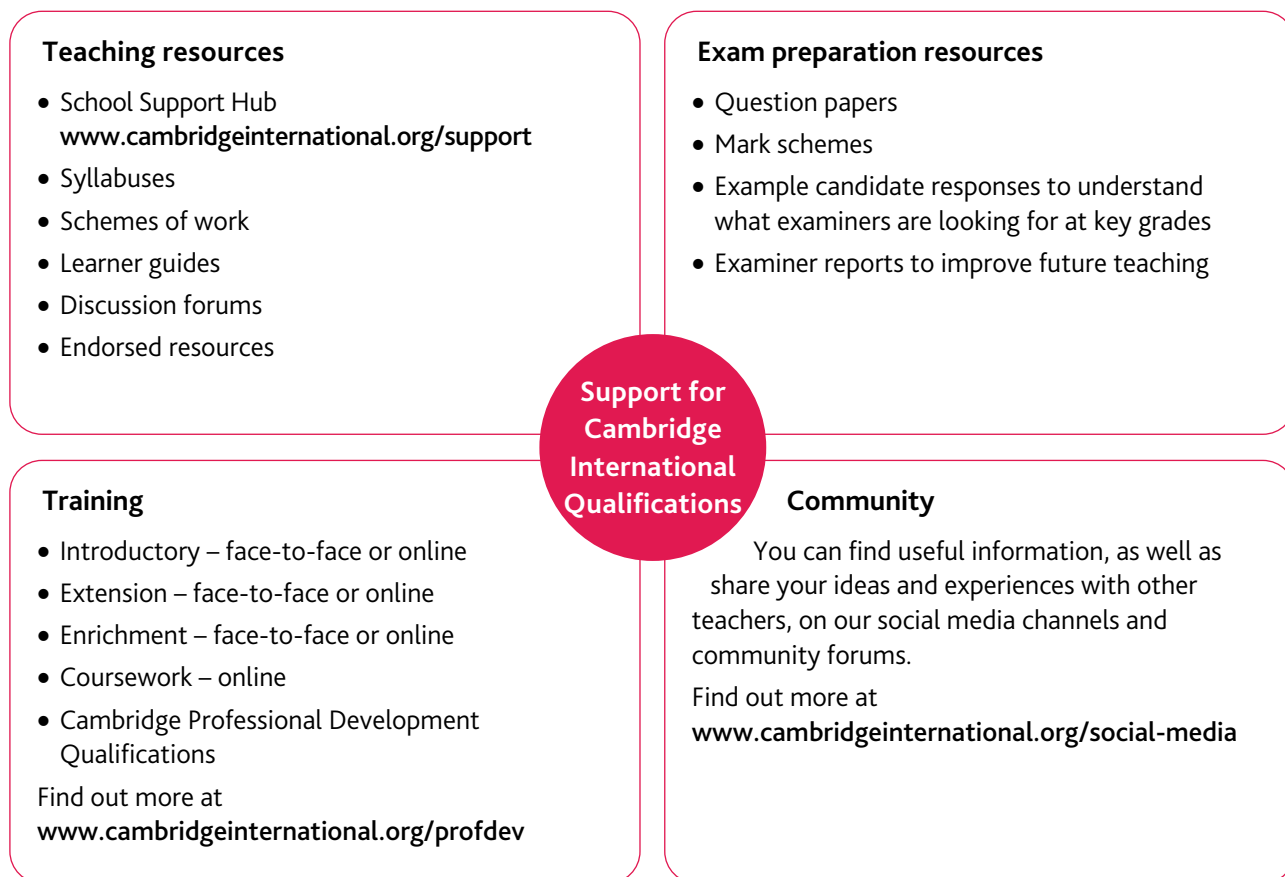 Teaching resources
• School Support Hub
www.cambridgeinternational.org/support
• Syllabuses
• Schemes of work
• Learner guides
• Discussion forums
• Endorsed resources
Exam preparation resources
• Question papers
• Mark schemes
• Example candidate responses to understand
what examiners are looking for at key grades
• Examiner reports to improve future teaching
Support for
Cambridge
International
Qualifications
Training
• Introductory – face-to-face or online
• Extension – face-to-face or online
• Enrichment – face-to-face or online
• Coursework – online
• Cambridge Professional Development
Qualifications
Find out more at
www.cambridgeinternational.org/profdev
Community
You can find useful information, as well as
share your ideas and experiences with other
teachers, on our social media channels and
community forums.
Find out more at
www.cambridgeinternational.org/social-media